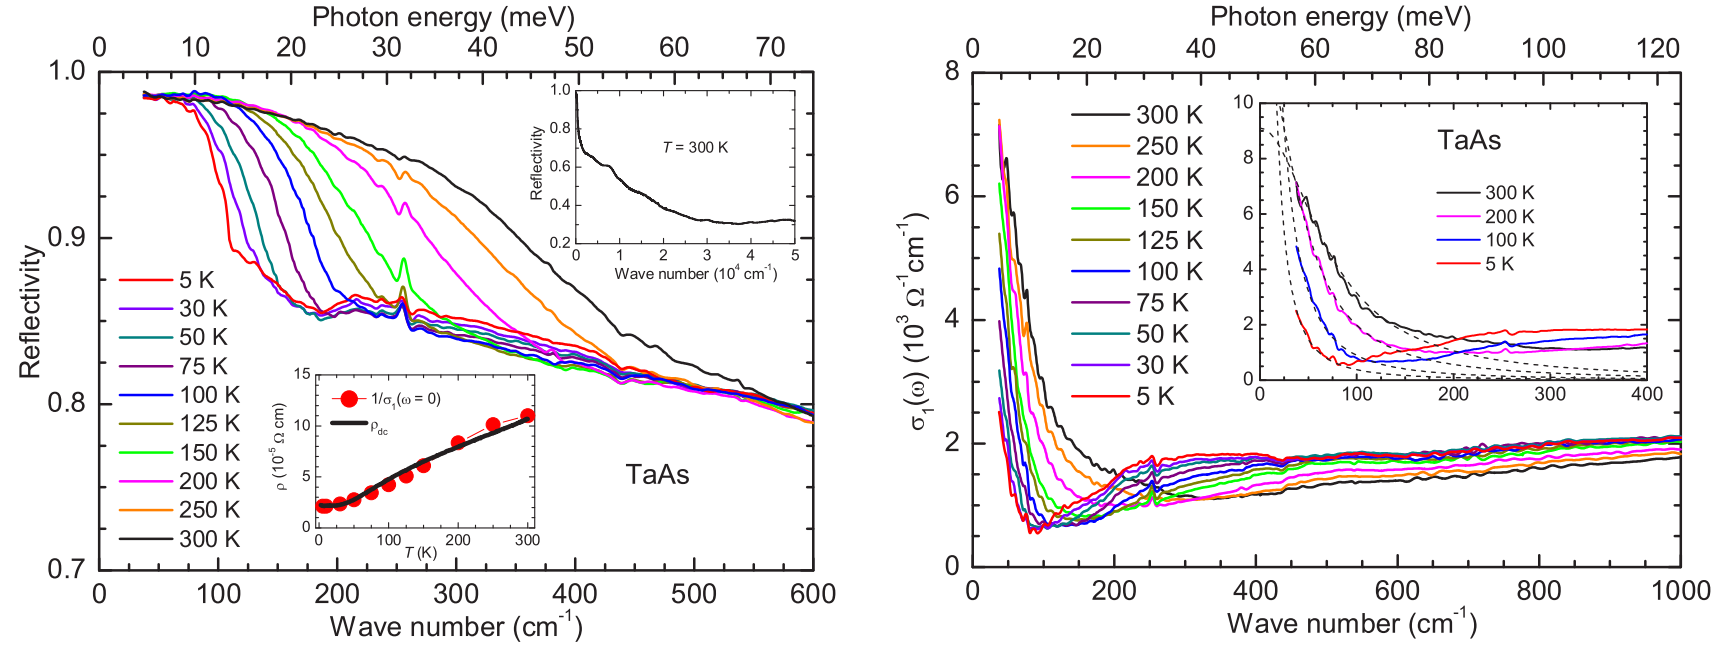 Photon energy (meV)
0 10 20 30 40 50 60 70
1.0
0.9
0.8
0.7
Reflectivity
5 K
30 K
50 K
75 K
100 K
125 K
150 K
200 K
250 K
300 K
TaAs
0 100 200 300 400 500 600
Wave number (cm⁻¹)
1.0
0.8
0.6
0.4
0.2
Reflectivity
T = 300 K
0 1 2 3 4 5
Wave number (10⁴ cm⁻¹)
15
10
5
0
ρ (10⁻⁵ Ω cm)
1/σ₁(ω = 0)
ρdc
0 100 200 300
T (K)
Photon energy (meV)
0 20 40 60 80 100 120
8
6
4
2
0
σ₁(ω) (10³ Ω⁻¹cm⁻¹)
300 K
250 K
200 K
150 K
125 K
100 K
75 K
50 K
30 K
5 K
0 200 400 600 800 1000
Wave number (cm⁻¹)
10
8
6
4
2
0
TaAs
300 K
200 K
100 K
5 K
0 100 200 300 400